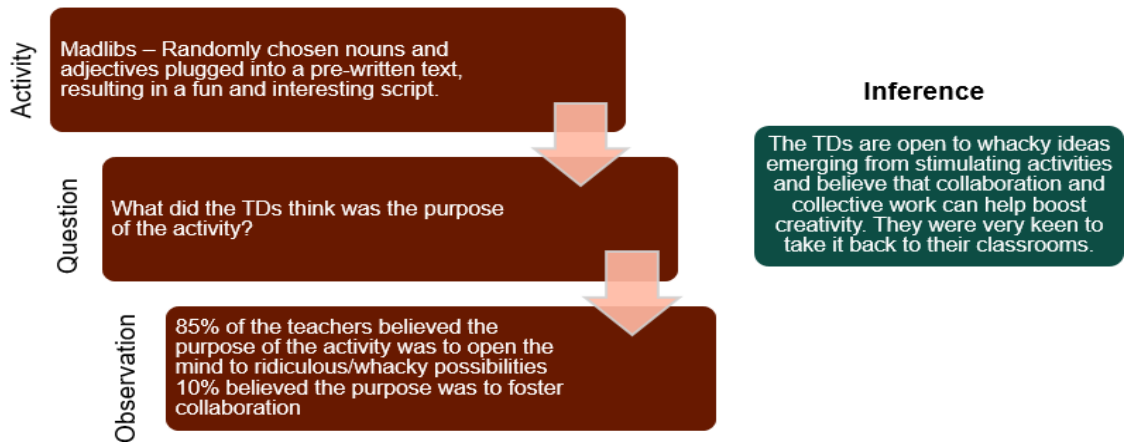 Activity
Madlibs – Randomly chosen nouns and
adjectives plugged into a pre-written text,
resulting in a fun and interesting script.
Question
What did the TDs think was the purpose
of the activity?
Observation
85% of the teachers believed the
purpose of the activity was to open the
mind to ridiculous/whacky possibilities
10% believed the purpose was to foster
collaboration
Inference
The TDs are open to whacky ideas
emerging from stimulating activities
and believe that collaboration and
collective work can help boost
creativity. They were very keen to
take it back to their classrooms.